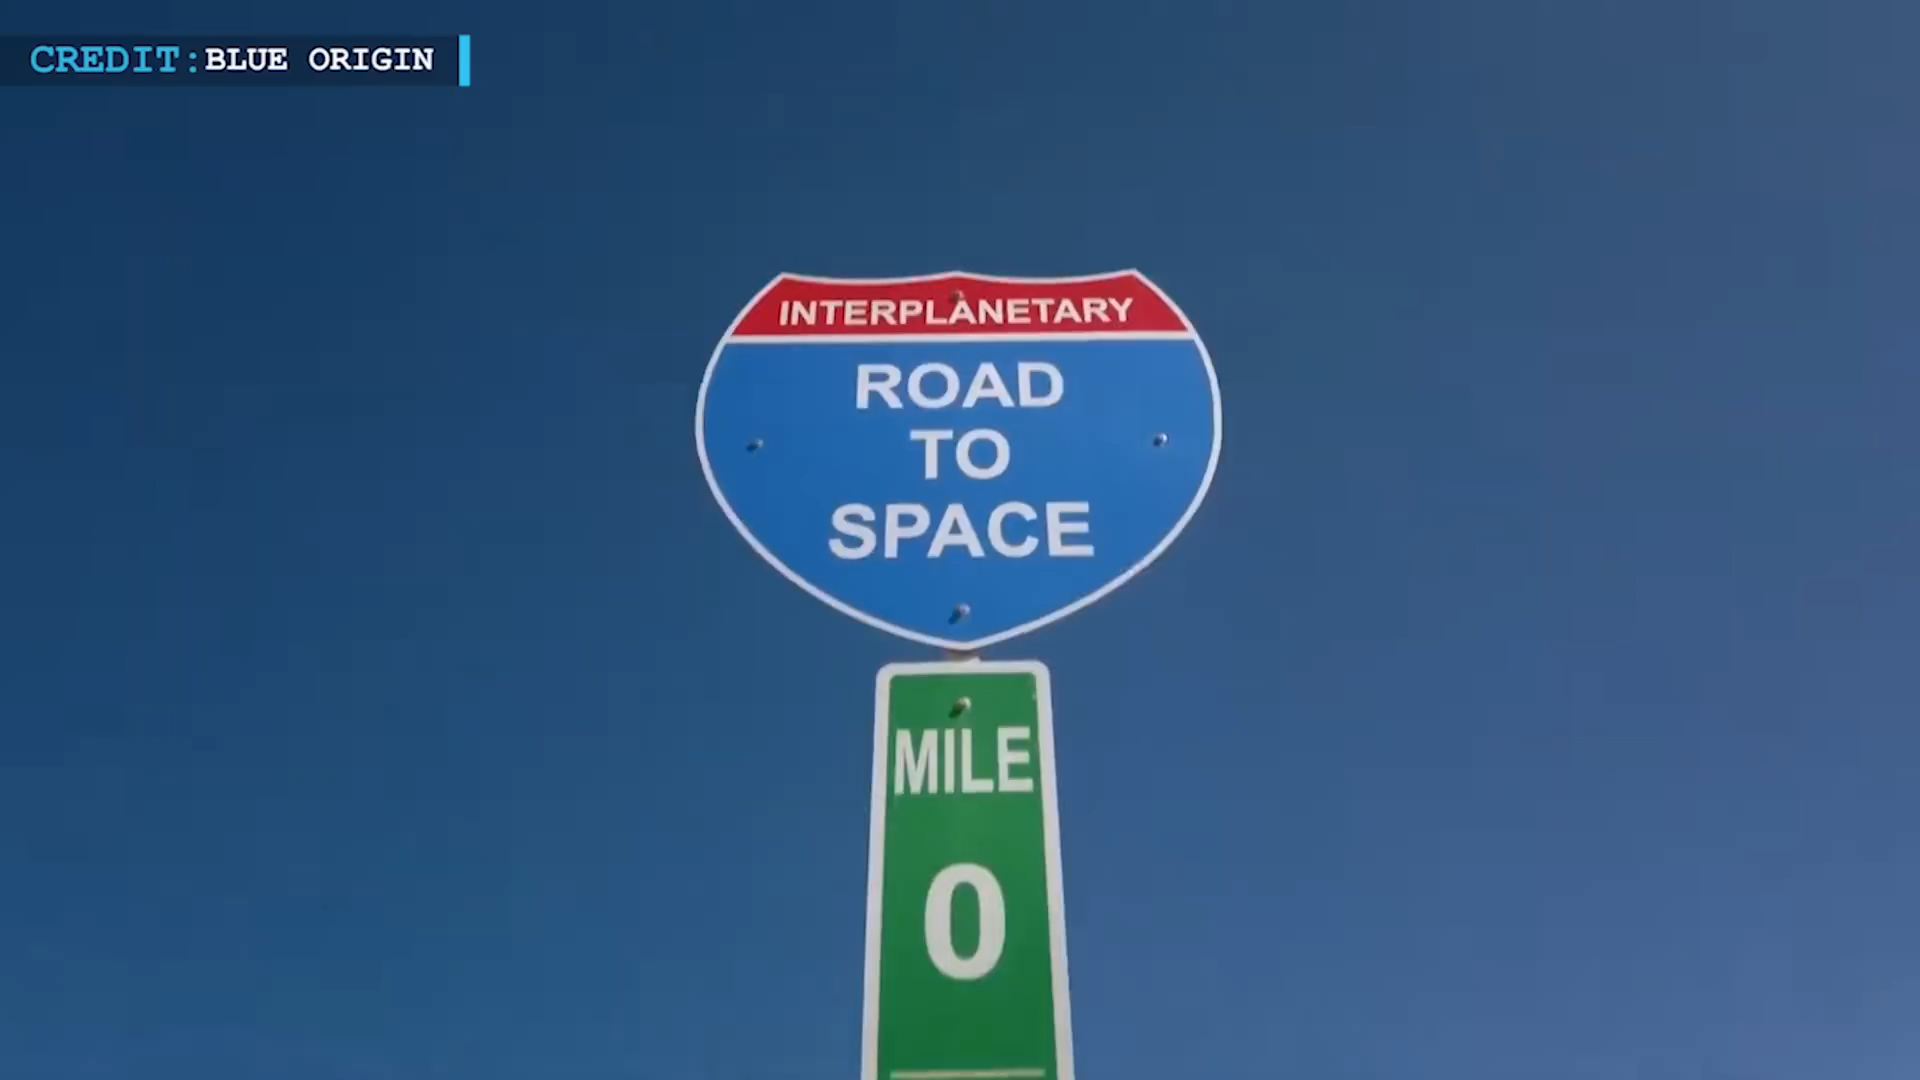 CREDIT: BLUE ORIGIN
INTERPLANETARY
ROAD
TO
SPACE
MILE
0